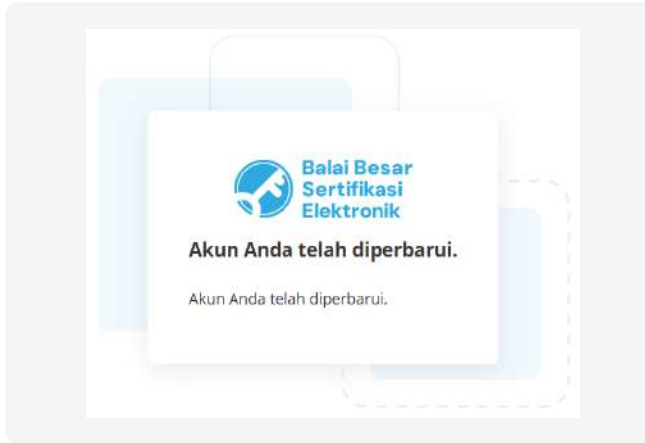 Balai Besar
Sertifikasi
Elektronik
Akun Anda telah diperbarui.
Akun Anda telah diperbarui.